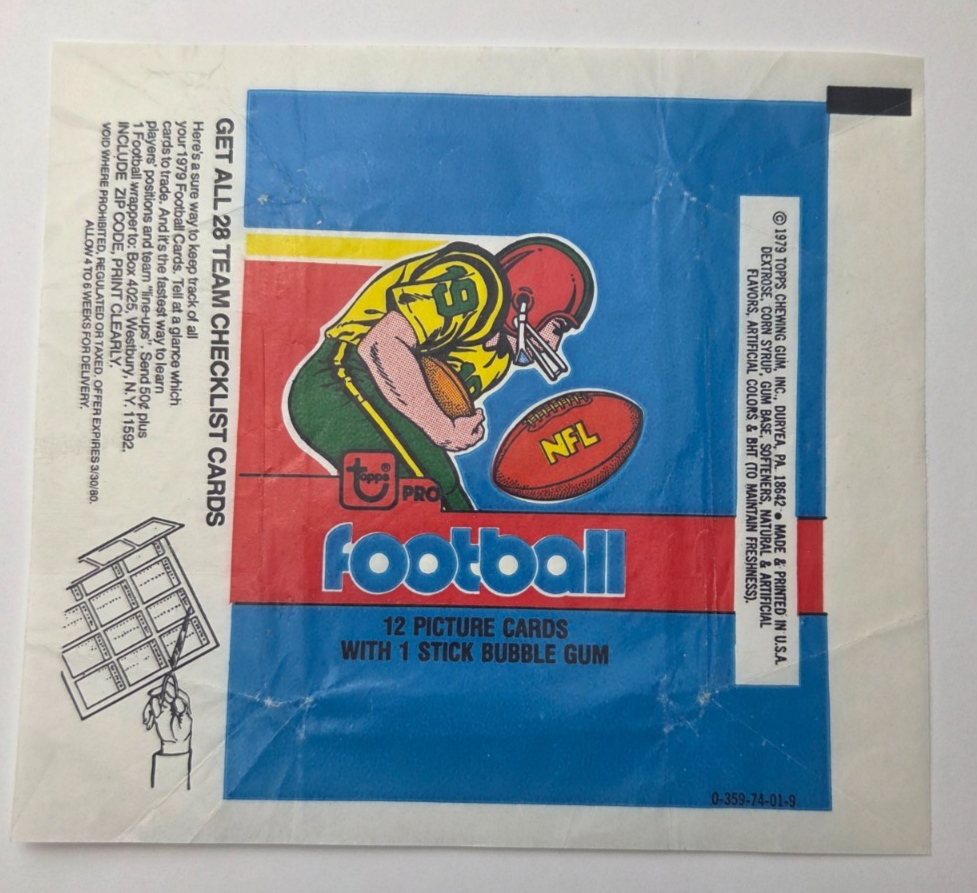 GET ALL 28 TEAM CHECKLIST CARDS
Here's a sure way to keep track of all
your 1979 Football Cards. Tell at a glance which
cards to trade. And it's the fastest way to learn
players' positions and team "line-ups". Send 50¢ plus
1 Football wrapper to: Box 4025, Westbury, N.Y. 11592.
INCLUDE ZIP CODE, PRINT CLEARLY.
VOID WHERE PROHIBITED, REGULATED OR TAXED. OFFER EXPIRES 3/30/80.
ALLOW 4 TO 6 WEEKS FOR DELIVERY.
19
NFL
topps®
PRO
football
12 PICTURE CARDS
WITH 1 STICK BUBBLE GUM
© 1979 TOPPS CHEWING GUM, INC., DURYEA, PA. 18642 • MADE & PRINTED IN U.S.A.
DEXTROSE, CORN SYRUP, GUM BASE, SOFTENERS, NATURAL & ARTIFICIAL
FLAVORS, ARTIFICIAL COLORS & BHT (TO MAINTAIN FRESHNESS).
0-359-74-01-9